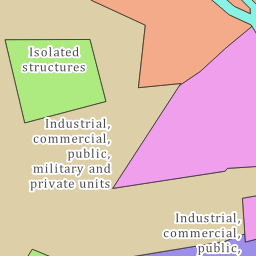 Isolated
structures
Industrial,
commercial,
public,
military and
private units
Industrial,
commercial,
public,